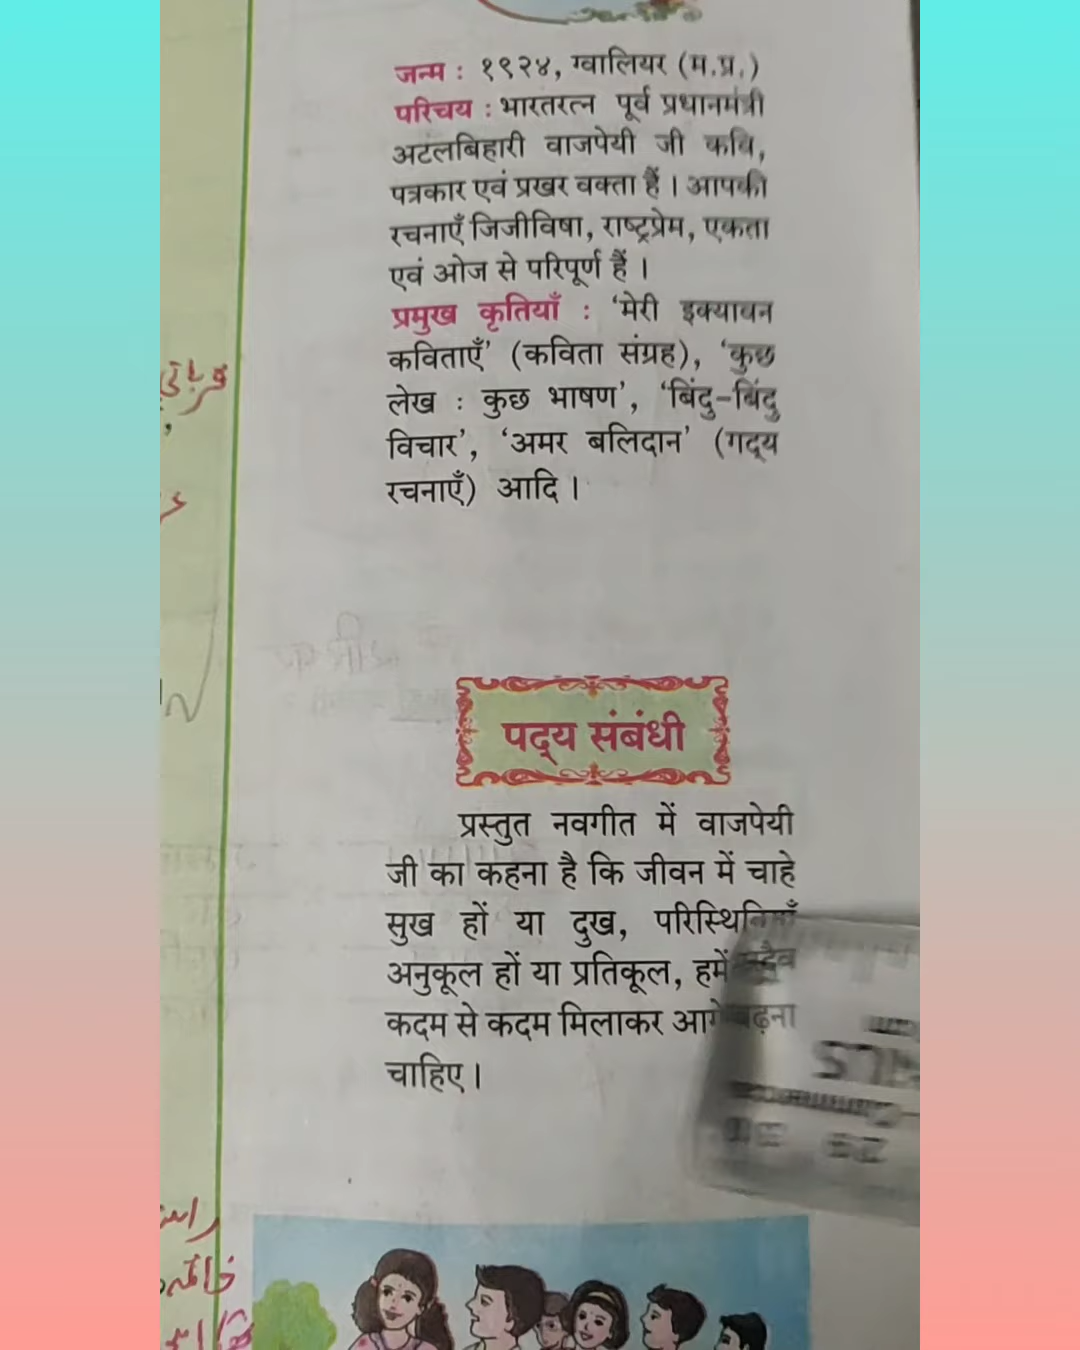 जन्म : १९२४, ग्वालियर (म.प्र.)
परिचय : भारतरत्न पूर्व प्रधानमंत्री
अटलबिहारी वाजपेयी जी कवि,
पत्रकार एवं प्रखर वक्ता हैं । आपकी
रचनाएँ जिजीविषा, राष्ट्रप्रेम, एकता
एवं ओज से परिपूर्ण हैं ।
प्रमुख कृतियाँ : ‘मेरी इक्यावन
कविताएँ’ (कविता संग्रह), ‘कुछ
लेख : कुछ भाषण’, ‘बिंदु-बिंदु
विचार’, ‘अमर बलिदान’ (गद्‌य
रचनाएँ) आदि ।
पद्‌य संबंधी
प्रस्तुत नवगीत में वाजपेयी
जी का कहना है कि जीवन में चाहे
सुख हों या दुख, परिस्थितियाँ
अनुकूल हों या प्रतिकूल, हमें सदैव
कदम से कदम मिलाकर आगे बढ़ना
चाहिए ।